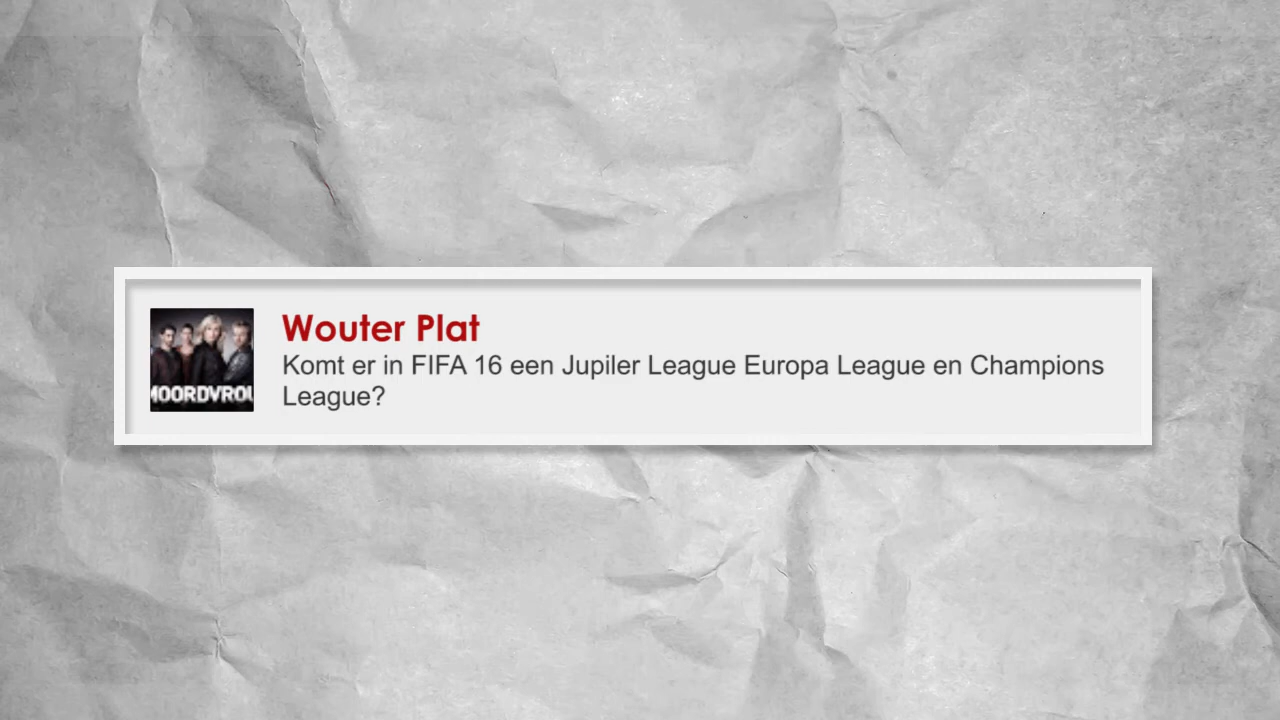 Wouter Plat
Komt er in FIFA 16 een Jupiler League Europa League en Champions
League?
MOORDVROU